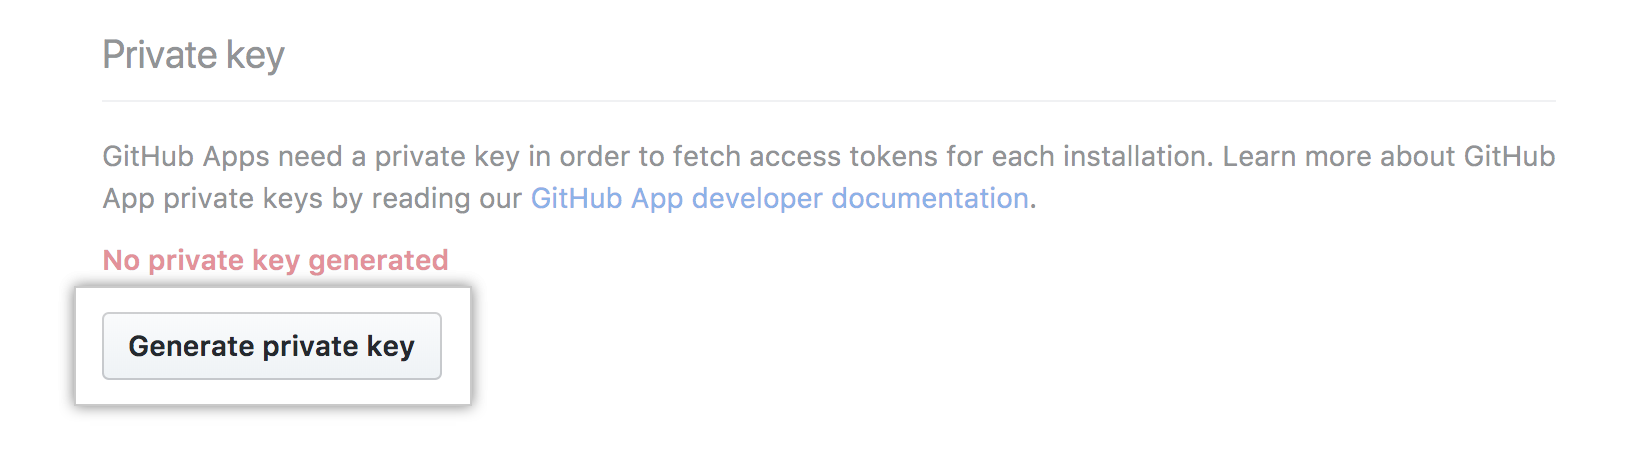 Private key
GitHub Apps need a private key in order to fetch access tokens for each installation. Learn more about GitHub
App private keys by reading our GitHub App developer documentation.
No private key generated
Generate private key